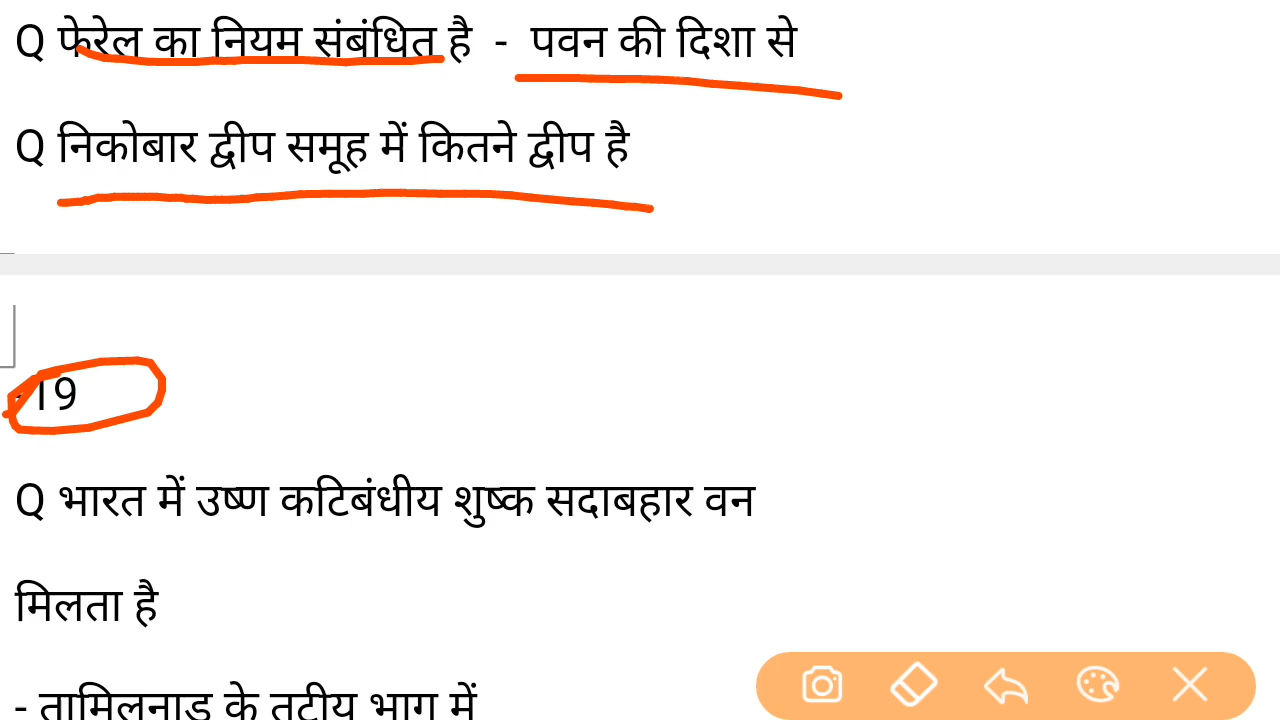 Q फेरेल का नियम संबंधित है - पवन की दिशा से
Q निकोबार द्वीप समूह में कितने द्वीप है
-19
Q भारत में उष्ण कटिबंधीय शुष्क सदाबहार वन
मिलता है
- तामिलनाडु के तटीय भाग में